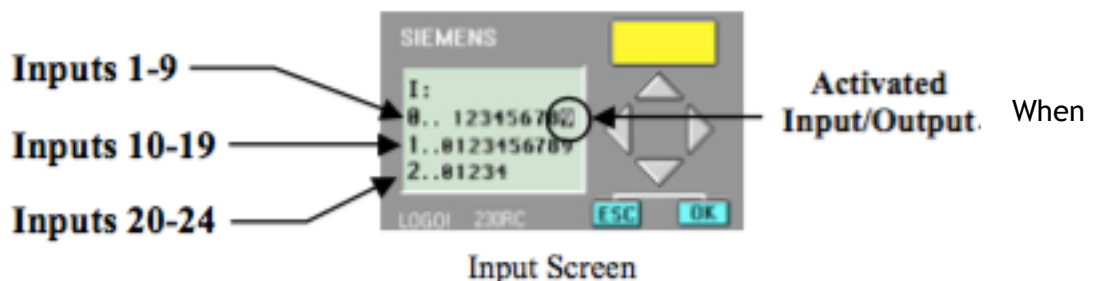 SIEMENS
Inputs 1-9
I:
0.. 123456789
Activated
Input/Output.
When
Inputs 10-19
1..0123456789
2..01234
Inputs 20-24
LOGO! 230RC
ESC
OK
Input Screen